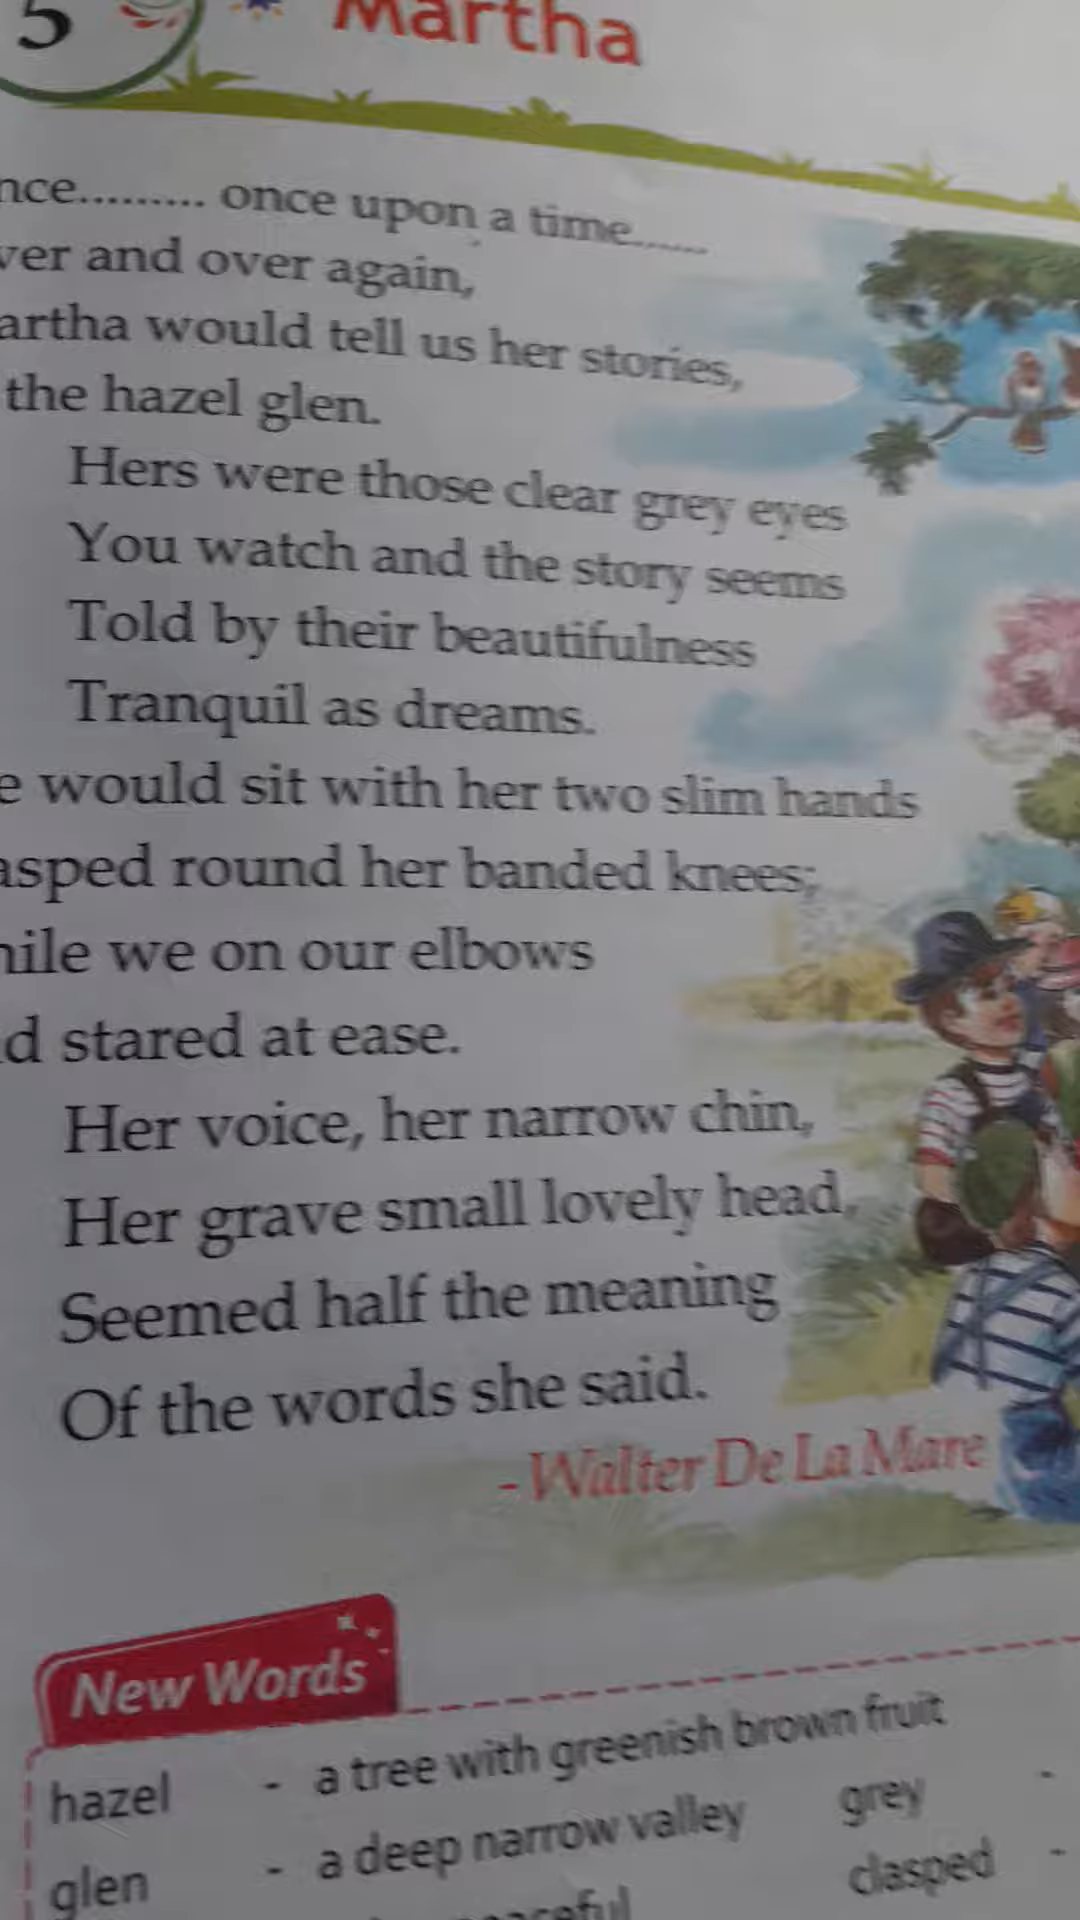 5
Martha
nce......... once upon a time......
ver and over again,
artha would tell us her stories,
the hazel glen.
Hers were those clear grey eyes
You watch and the story seems
Told by their beautifulness
Tranquil as dreams.
e would sit with her two slim hands
asped round her banded knees;
hile we on our elbows
d stared at ease.
Her voice, her narrow chin,
Her grave small lovely head,
Seemed half the meaning
Of the words she said.
- Walter De La Mare
New Words
hazel - a tree with greenish brown fruit
glen - a deep narrow valley grey -
clasped -